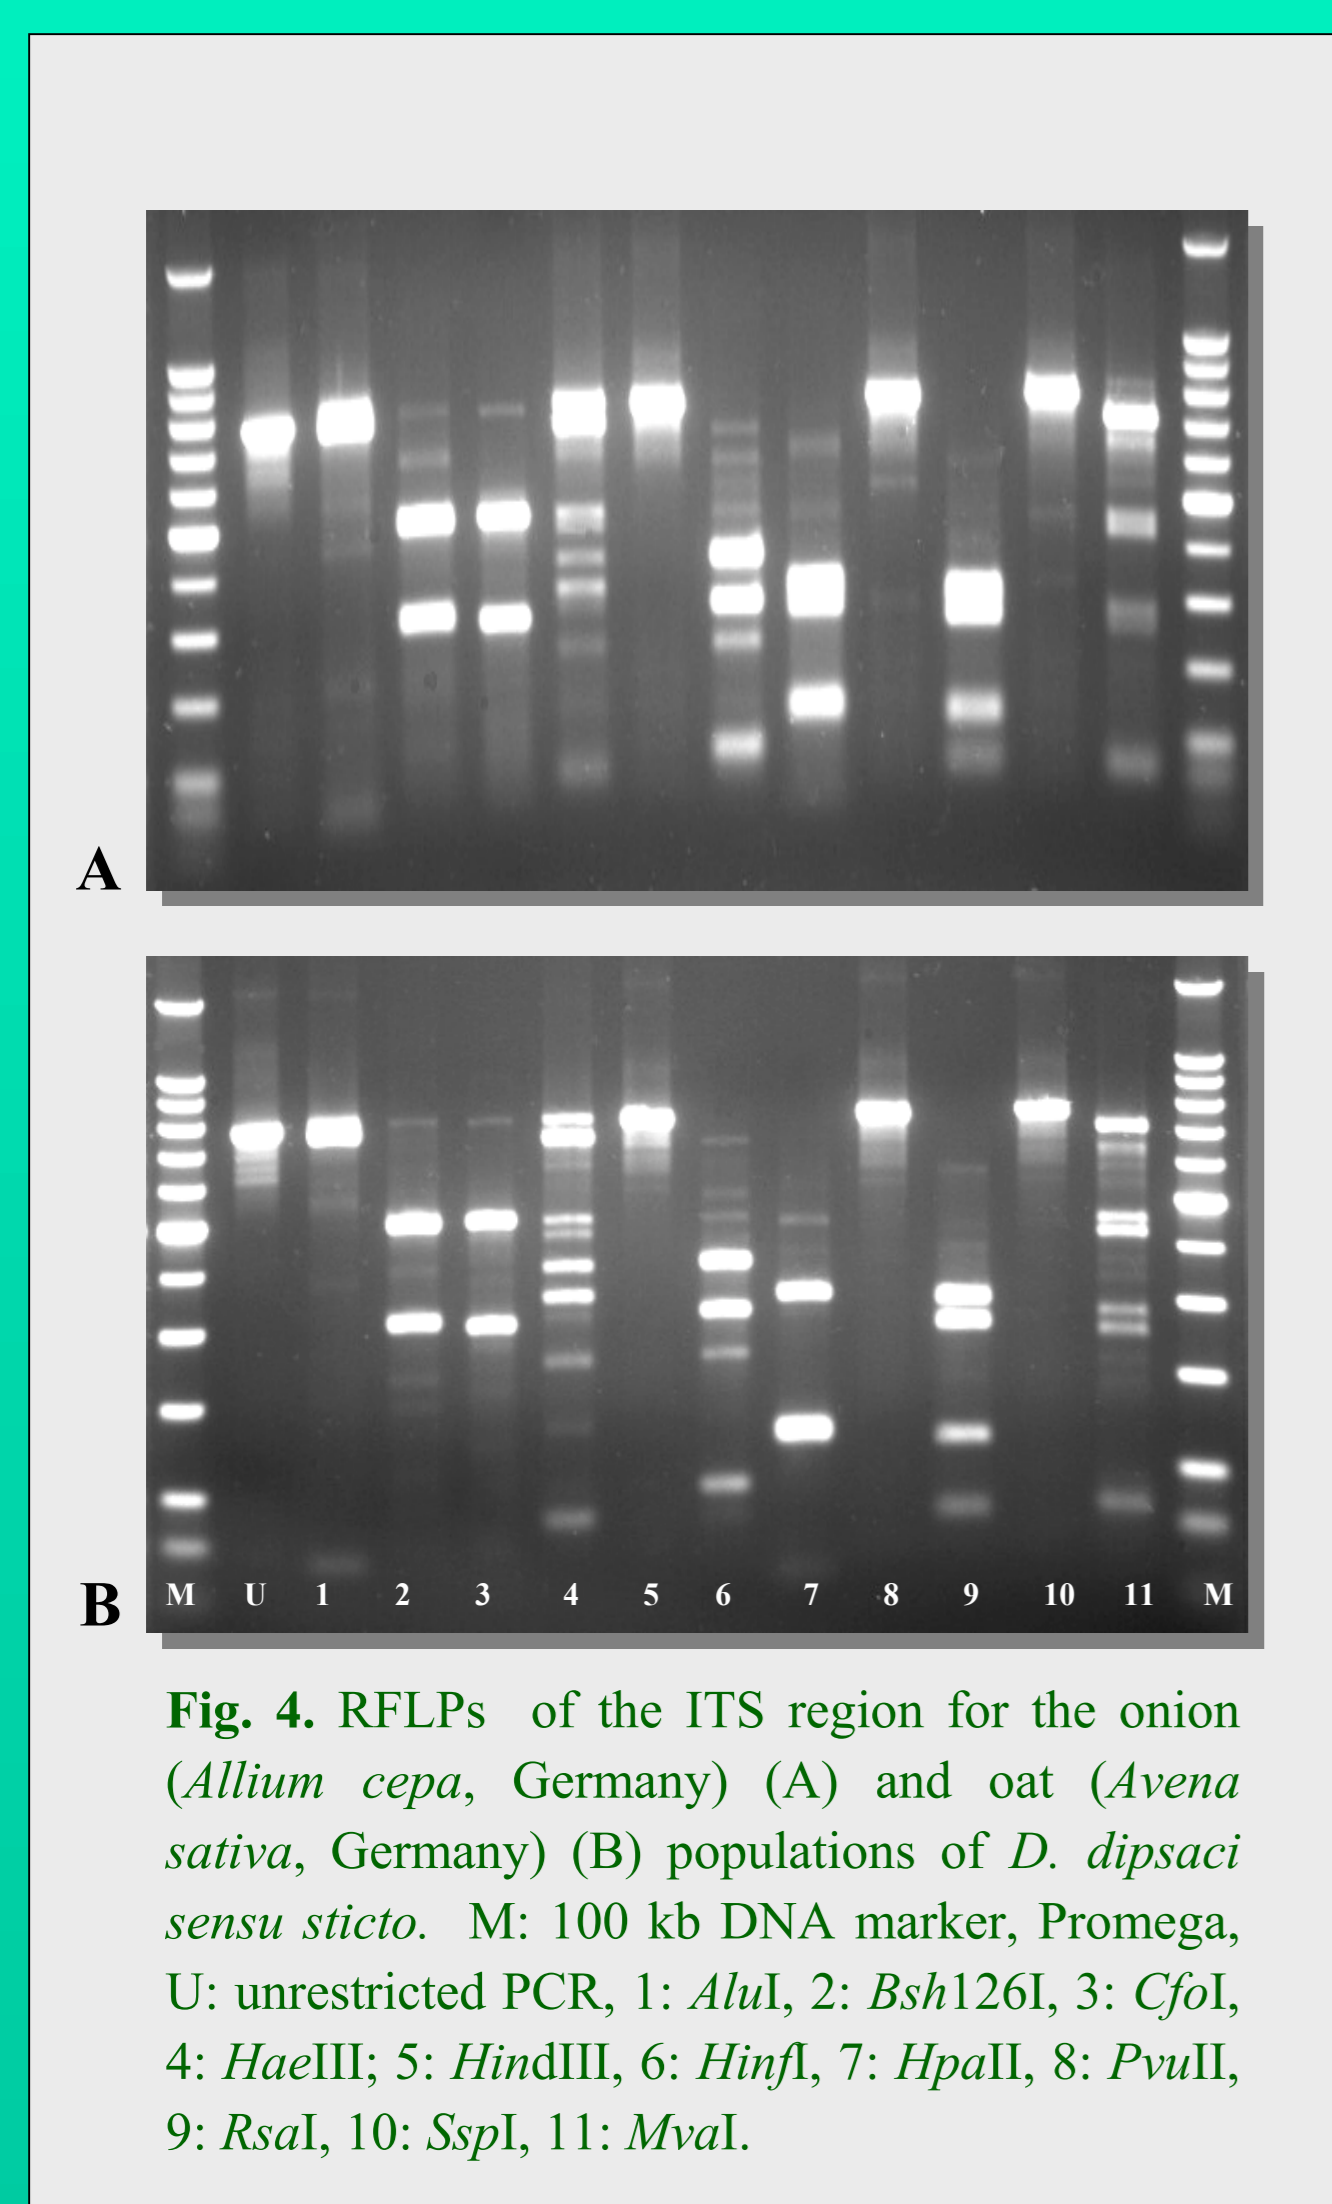 A
B
M U 1 2 3 4 5 6 7 8 9 10 11 M
Fig. 4. RFLPs of the ITS region for the onion
(Allium cepa, Germany) (A) and oat (Avena
sativa, Germany) (B) populations of D. dipsaci
sensu sticto. M: 100 kb DNA marker, Promega,
U: unrestricted PCR, 1: AluI, 2: Bsh126I, 3: CfoI,
4: HaeIII; 5: HindIII, 6: HinfI, 7: HpaII, 8: PvuII,
9: RsaI, 10: SspI, 11: MvaI.